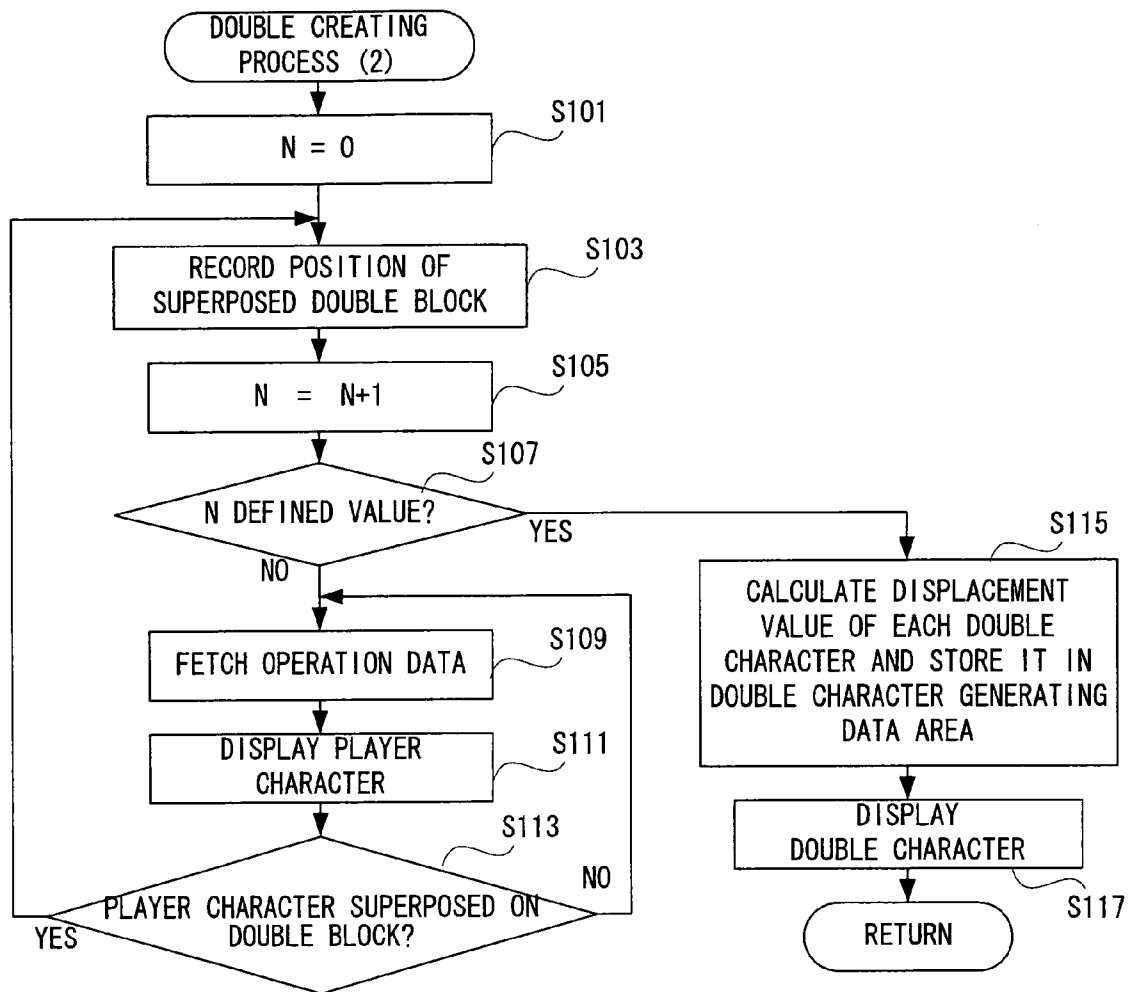 DOUBLE CREATING
PROCESS (2)
S101
N = 0
S103
RECORD POSITION OF
SUPERPOSED DOUBLE BLOCK
S105
N = N+1
S107
N DEFINED VALUE?
YES
NO
S109
FETCH OPERATION DATA
S111
DISPLAY PLAYER
CHARACTER
S113
PLAYER CHARACTER SUPERPOSED ON
DOUBLE BLOCK?
NO
YES
S115
CALCULATE DISPLACEMENT
VALUE OF EACH DOUBLE
CHARACTER AND STORE IT IN
DOUBLE CHARACTER GENERATING
DATA AREA
DISPLAY
DOUBLE CHARACTER
S117
RETURN